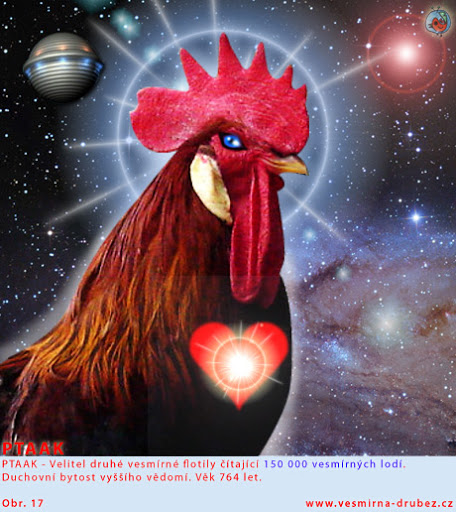 PTAAK
PTAAK - Velitel druhé vesmírné flotily čítající 150 000 vesmírných lodí.
Duchovní bytost vyššího vědomí. Věk 764 let.
Obr. 17 www.vesmirna-drubez.cz